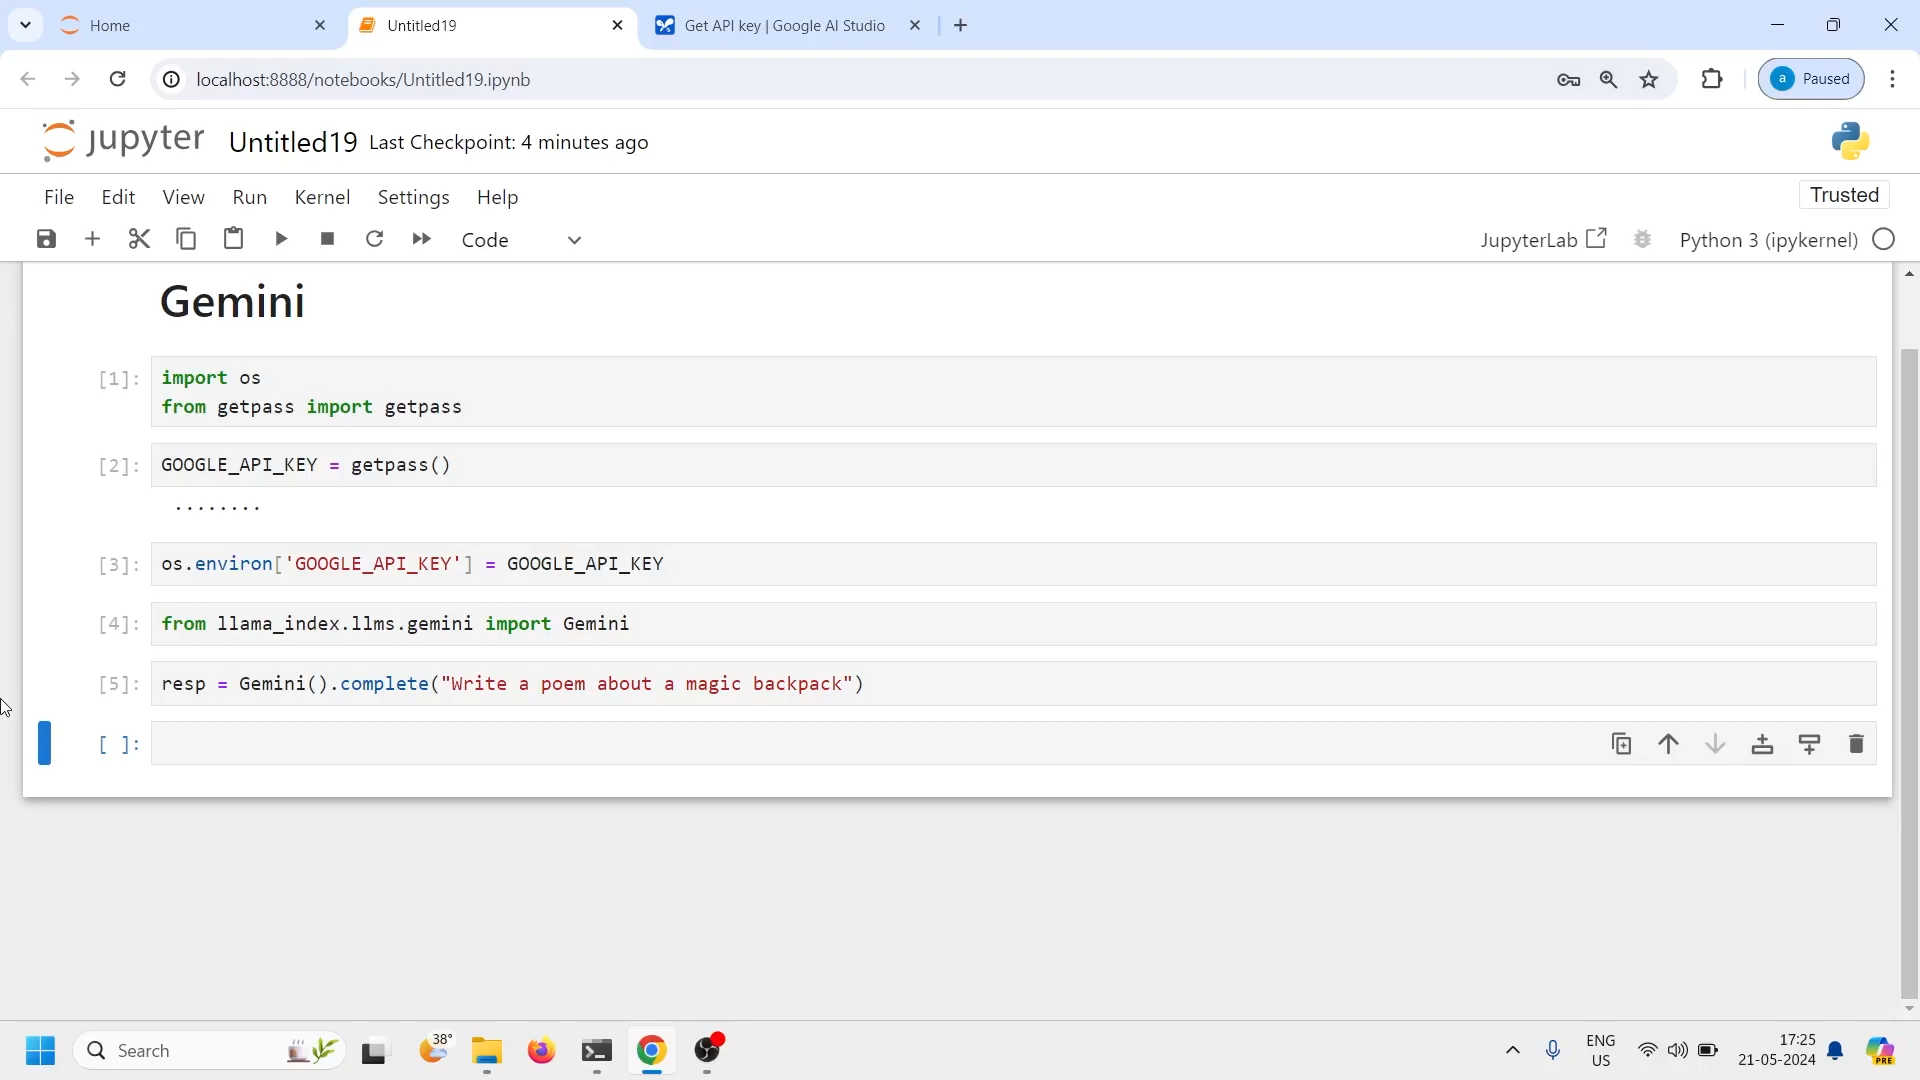 Home
Untitled19
Get API key | Google AI Studio
localhost:8888/notebooks/Untitled19.ipynb
a Paused
jupyter Untitled19 Last Checkpoint: 4 minutes ago
File Edit View Run Kernel Settings Help
Trusted
Code
JupyterLab
Python 3 (ipykernel)
Gemini
[1]: import os
from getpass import getpass
[2]: GOOGLE_API_KEY = getpass()
········
[3]: os.environ['GOOGLE_API_KEY'] = GOOGLE_API_KEY
[4]: from llama_index.llms.gemini import Gemini
[5]: resp = Gemini().complete("Write a poem about a magic backpack")
[ ]:
Search
38°
ENG
US
17:25
21-05-2024
PRE